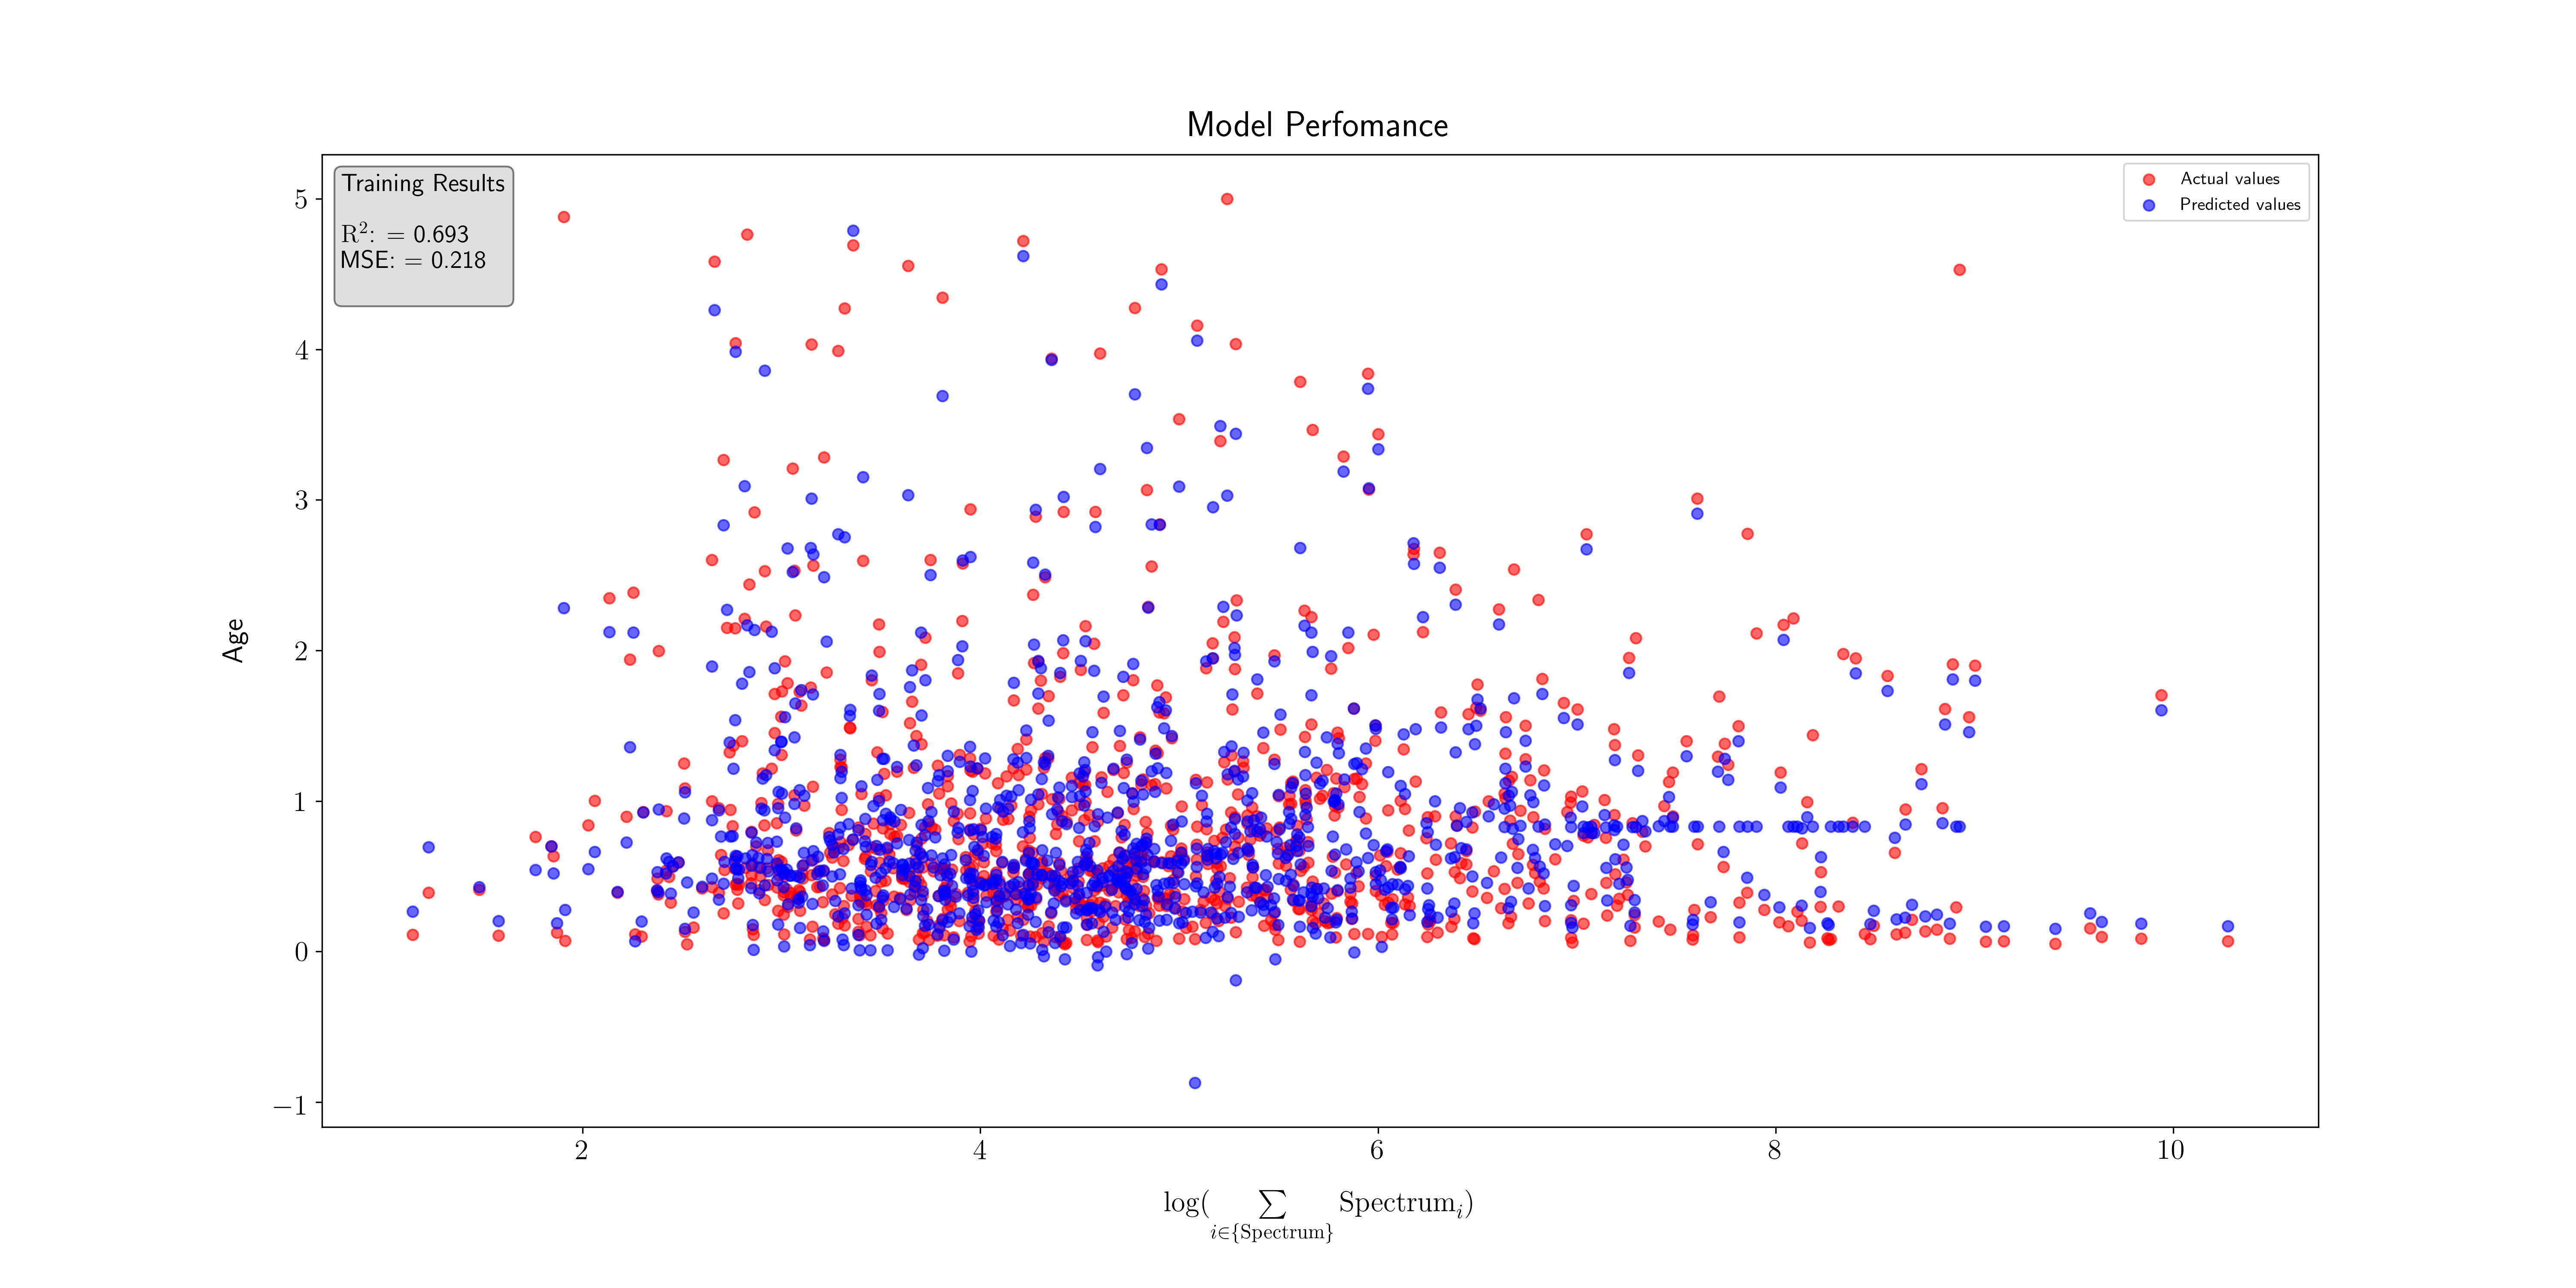 Model Perfomance
Training Results
R²: = 0.693
MSE: = 0.218
Actual values
Predicted values
5
4
3
2
1
0
−1
Age
2 4 6 8 10
log( ∑ Spectrumᵢ)
i∈{Spectrum}